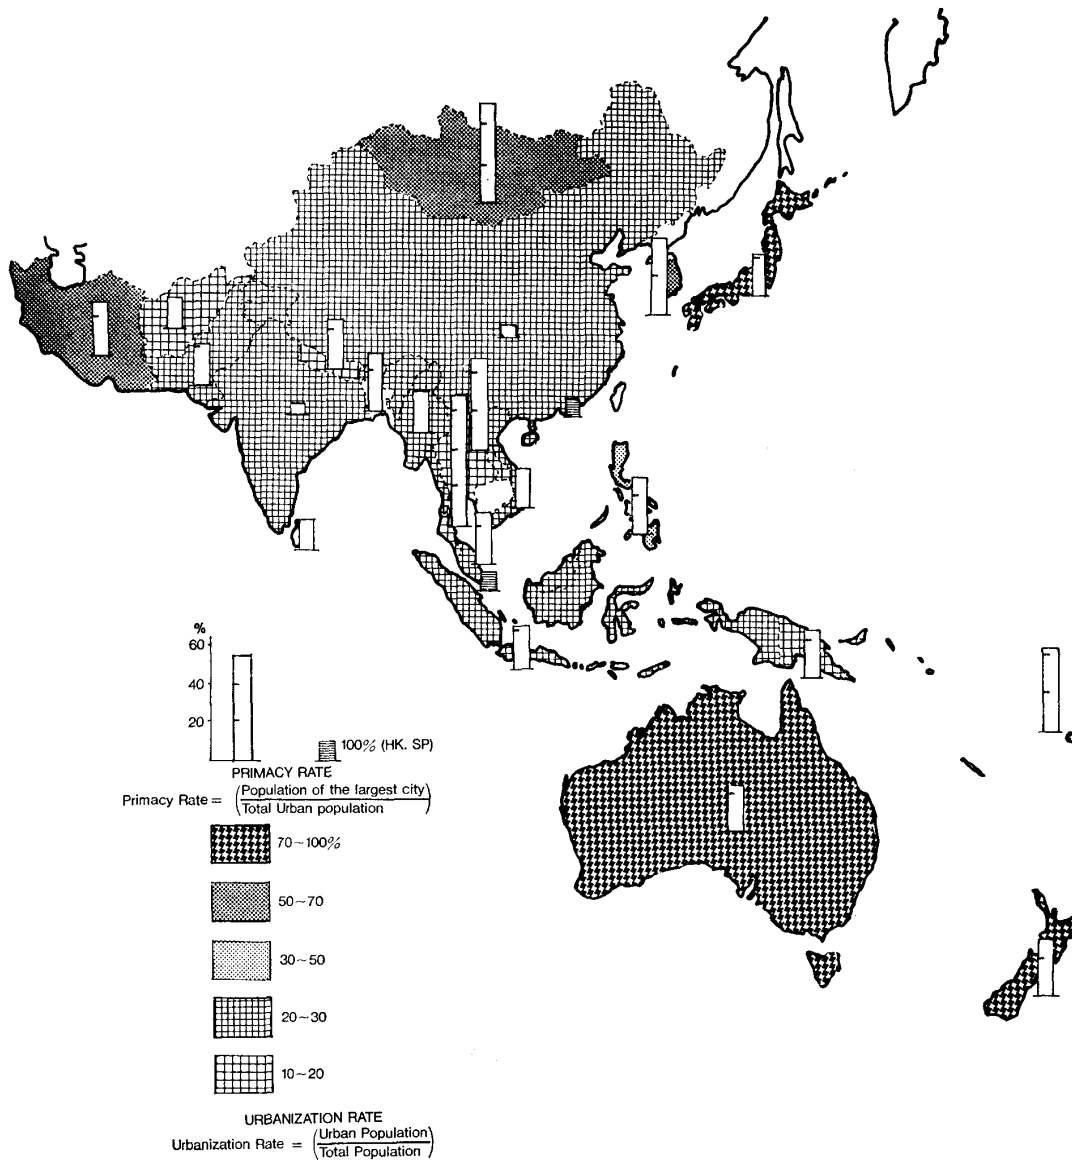 %
60
40
20
100% (HK. SP)
PRIMACY RATE
Primacy Rate = (Population of the largest city / Total Urban population)
70~100%
50~70
30~50
20~30
10~20
URBANIZATION RATE
Urbanization Rate = (Urban Population / Total Population)